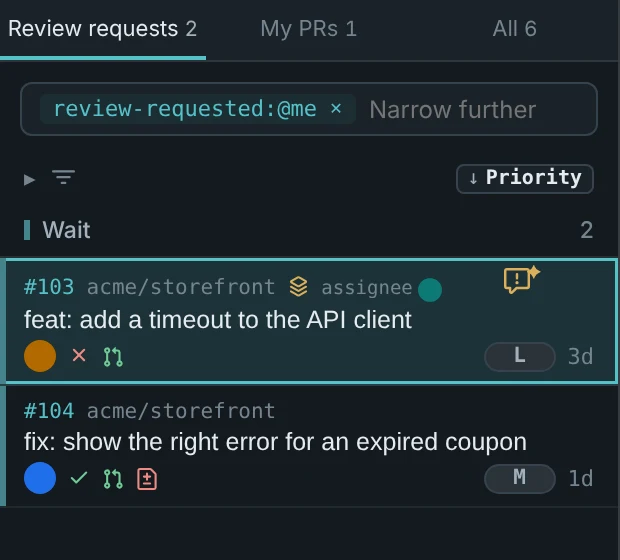 Review requests 2 My PRs 1 All 6
review-requested:@me × Narrow further
↓ Priority
Wait 2
#103 acme/storefront assignee
feat: add a timeout to the API client
L 3d
#104 acme/storefront
fix: show the right error for an expired coupon
M 1d